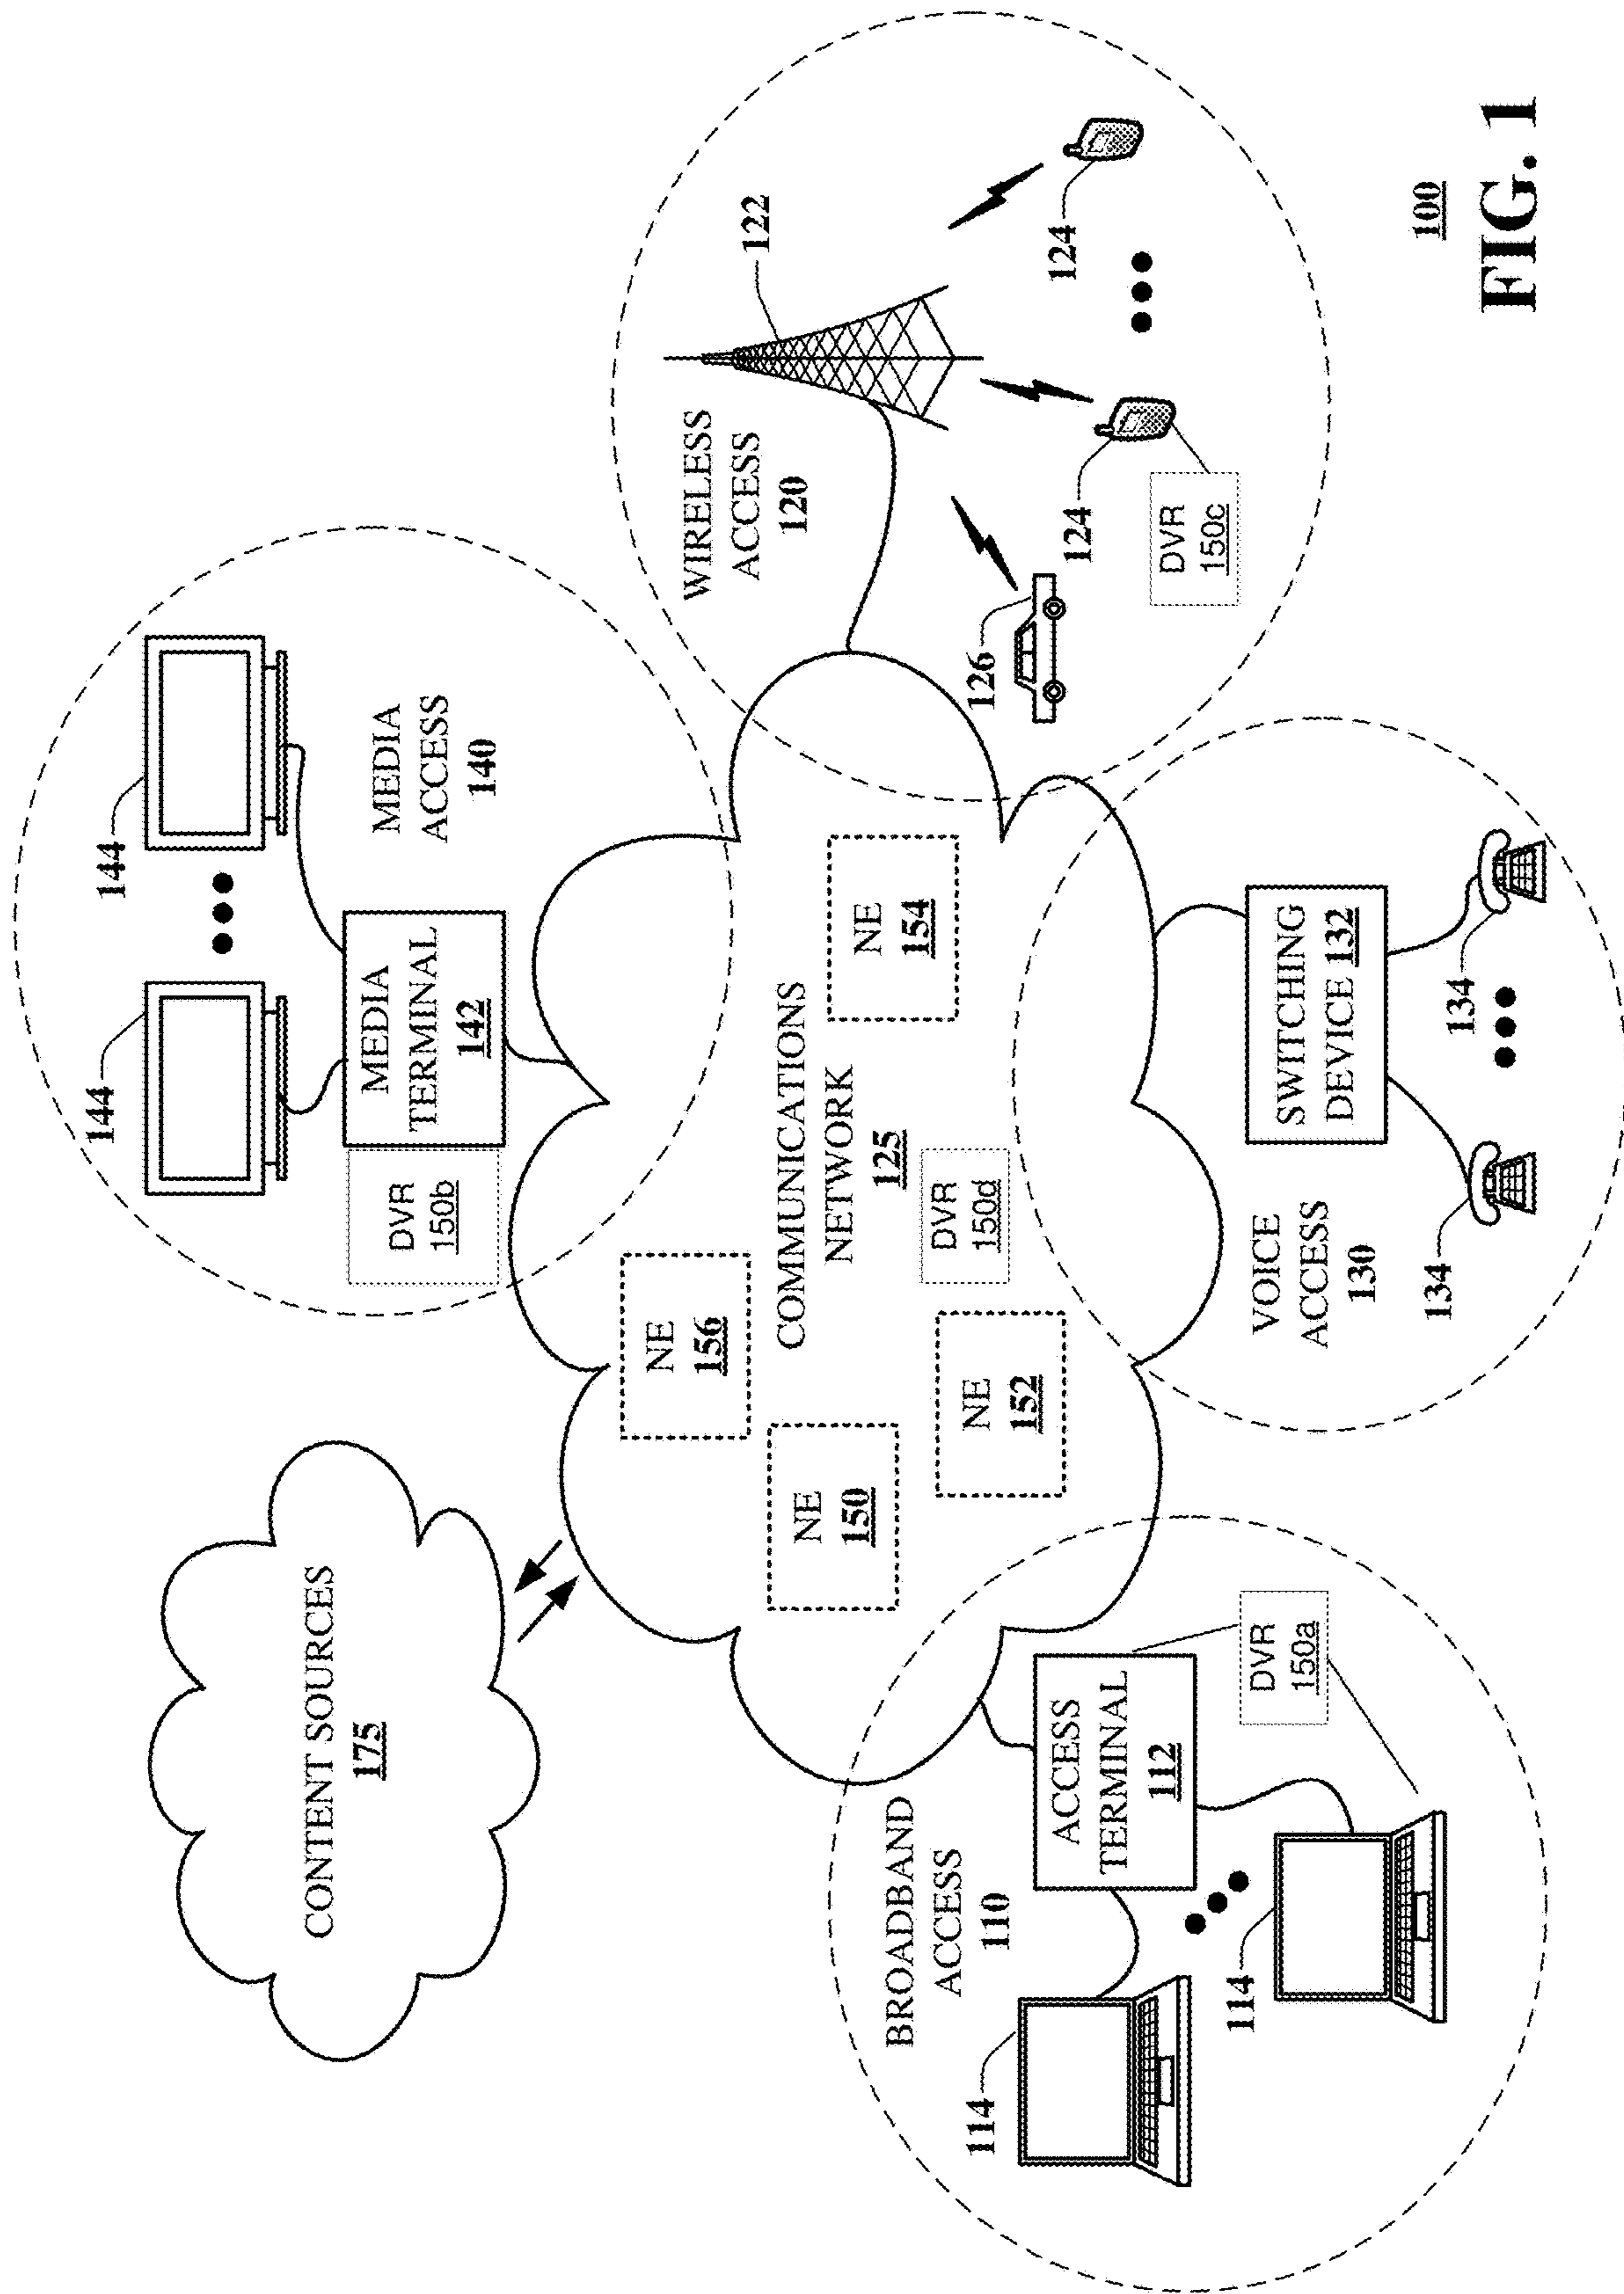 CONTENT SOURCES
175
144
144
MEDIA
TERMINAL
142
DVR
150b
MEDIA
ACCESS
140
NE
156
NE
150
NE
152
NE
154
COMMUNICATIONS
NETWORK
125
DVR
150d
WIRELESS
ACCESS
120
122
126
124
124
DVR
150c
BROADBAND
ACCESS
110
ACCESS
TERMINAL
112
DVR
150a
114
114
VOICE
ACCESS
130
SWITCHING
DEVICE 132
134
134
100
FIG. 1